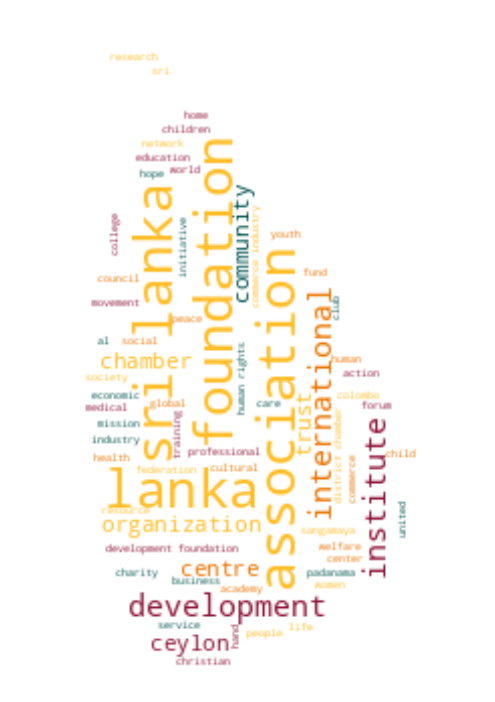 research
sri
home
children
foundation
network
education
world
hope
sri lanka
community
commerce industry
college
initiative
youth
association
council
fund
international
club
movement
peace
al
social
human rights
chamber
human
action
society
economic
global
care
trust
colombo
medical
forum
district chamber
training
mission
institute
industry
professional
child
health
federation
cultural
commerce
lanka
resource
united
organization
sangamaya
development foundation
welfare
centre
center
charity
business
padanama
academy
women
development
service
hand
people
life
ceylon
christian